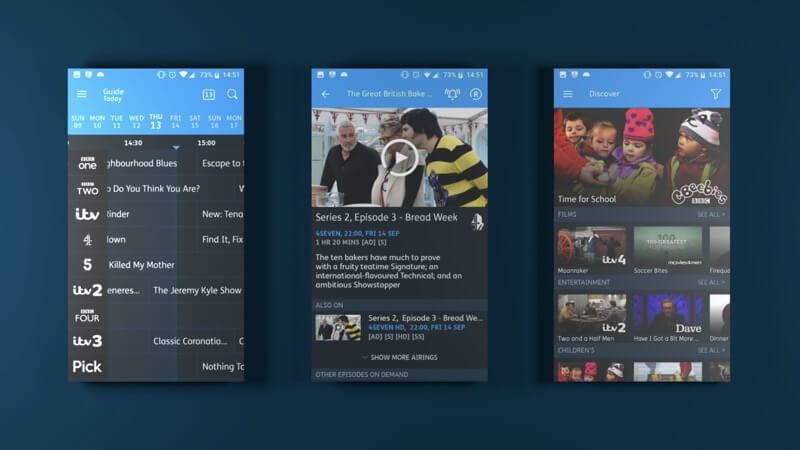 73% 14:51
Guide
Today
13
SUN MON TUE WED THU FRI SAT SUN MON
09 10 11 12 13 14 15 16 17
14:30 15:00
BBC one ghbourhood Blues Escape to t
BBC TWO o Do You Think You Are? W
itv Rinder New: Tena
4 down Find It, Fix
5 Killed My Mother
itv2 eneres... The Jeremy Kyle Show
BBC FOUR
itv3 Classic Coronatio... C
Pick Nothing To
73% 14:51
The Great British Bake ... R
Series 2, Episode 3 - Bread Week
4SEVEN, 22:00, FRI 14 SEP
1 HR 20 MINS [AD] [S]
The ten bakers have much to prove
with a fruity teatime Signature; an
international-flavoured Technical; and an
ambitious Showstopper
ALSO ON
Series 2, Episode 3 - Bread We...
4SEVEN HD, 22:00, FRI 14 SEP
[AD] [S] [HD] [SS]
SHOW MORE AIRINGS
OTHER EPISODES ON DEMAND
73% 14:51
Discover
Time for School
CBeebies
BBC
FILMS SEE ALL >
itv4 100 GREATEST movies4men
Moonraker Soccer Bites Firequ
ENTERTAINMENT SEE ALL >
itv2 Dave
Two and a Half Men Have I Got a Bit More ... Dinner
CHILDREN'S SEE ALL >